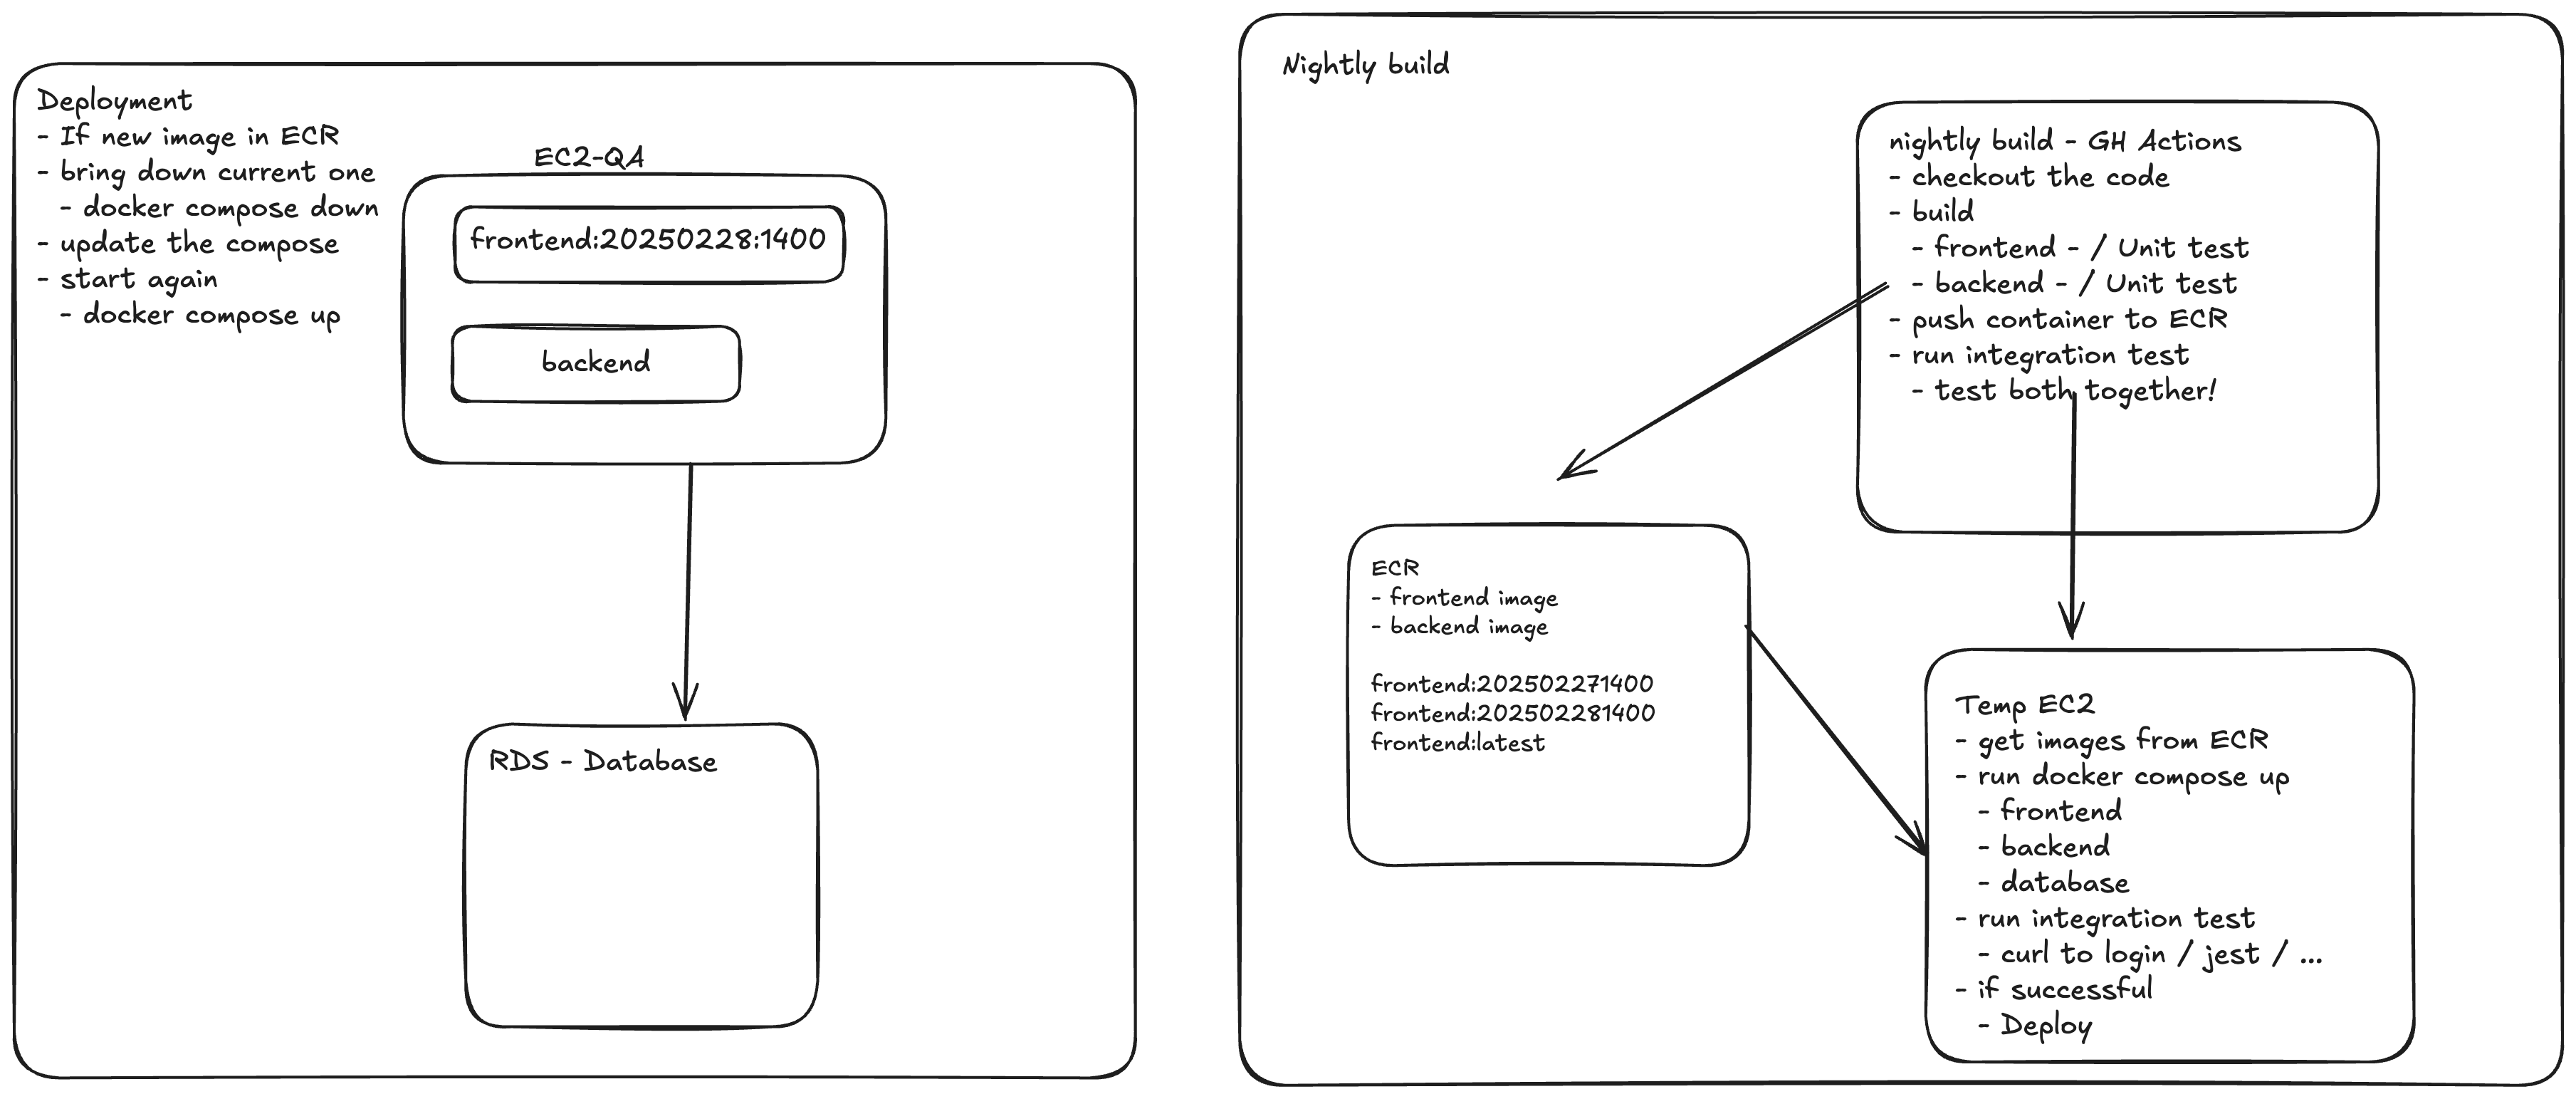 Deployment
- If new image in ECR
- bring down current one
- docker compose down
- update the compose
- start again
- docker compose up
EC2-QA
frontend:20250228:1400
backend
RDS - Database
Nightly build
nightly build - GH Actions
- checkout the code
- build
- frontend - / Unit test
- backend - / Unit test
- push container to ECR
- run integration test
- test both together!
ECR
- frontend image
- backend image
frontend:202502271400
frontend:202502281400
frontend:latest
Temp EC2
- get images from ECR
- run docker compose up
- frontend
- backend
- database
- run integration test
- curl to login / jest / ...
- if successful
- Deploy